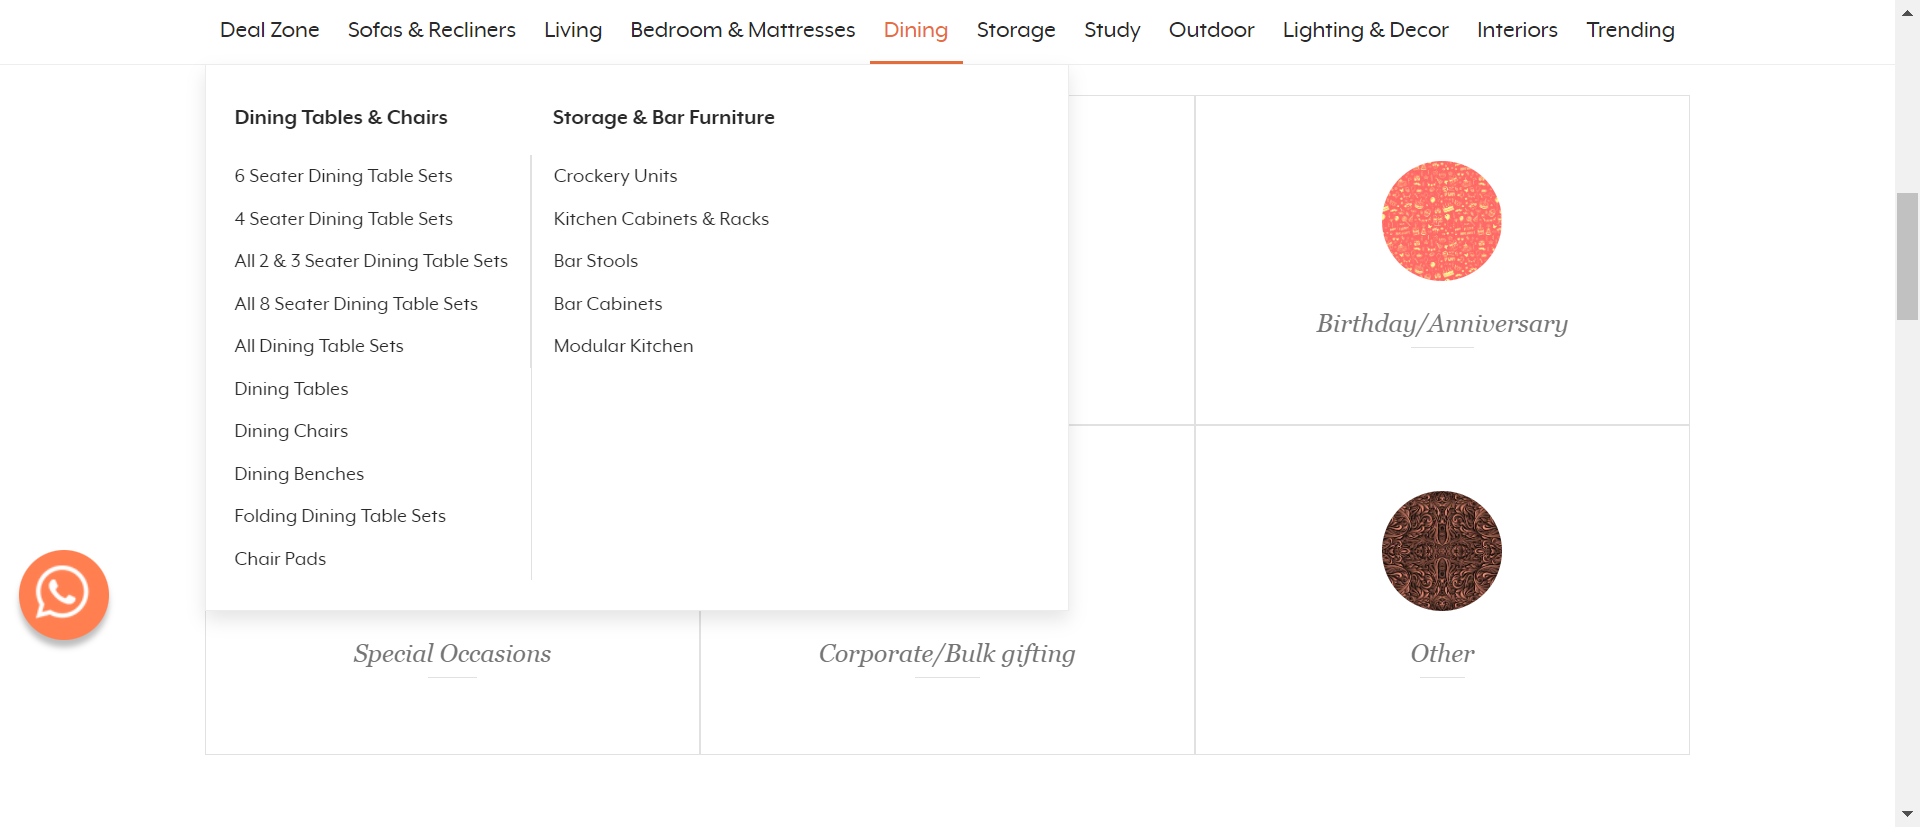 Deal Zone Sofas & Recliners Living Bedroom & Mattresses Dining Storage Study Outdoor Lighting & Decor Interiors Trending
Dining Tables & Chairs
6 Seater Dining Table Sets
4 Seater Dining Table Sets
All 2 & 3 Seater Dining Table Sets
All 8 Seater Dining Table Sets
All Dining Table Sets
Dining Tables
Dining Chairs
Dining Benches
Folding Dining Table Sets
Chair Pads
Storage & Bar Furniture
Crockery Units
Kitchen Cabinets & Racks
Bar Stools
Bar Cabinets
Modular Kitchen
Birthday/Anniversary
Special Occasions
Corporate/Bulk gifting
Other